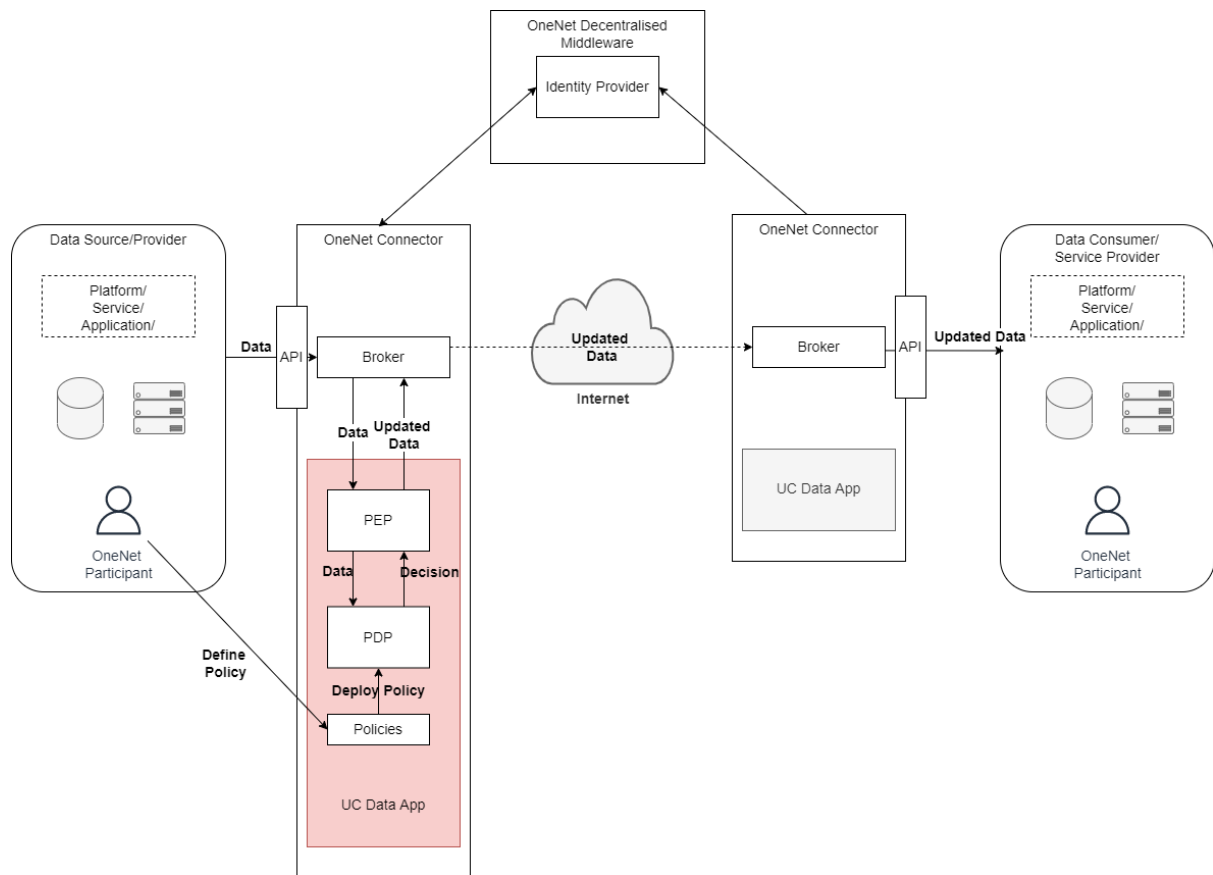 OneNet Decentralised
Middleware
Identity Provider
Data Source/Provider
Platform/
Service/
Application/
OneNet
Participant
Data
API
OneNet Connector
Broker
Data
Updated
Data
PEP
Data
Decision
PDP
Deploy Policy
Policies
UC Data App
Define
Policy
Updated
Data
Internet
OneNet Connector
Broker
API
UC Data App
Updated Data
Data Consumer/
Service Provider
Platform/
Service/
Application/
OneNet
Participant